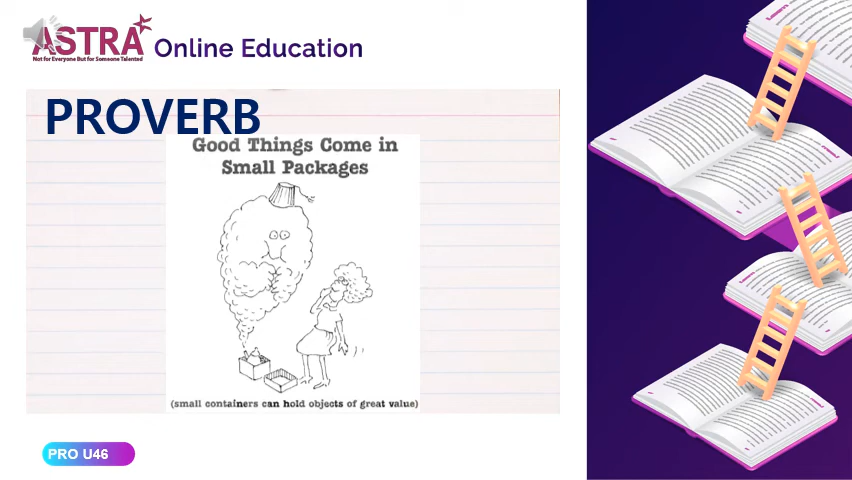 ASTRA
Not for Everyone But for Someone Talented
Online Education
PROVERB
Good Things Come in
Small Packages
(small containers can hold objects of great value)
PRO U46